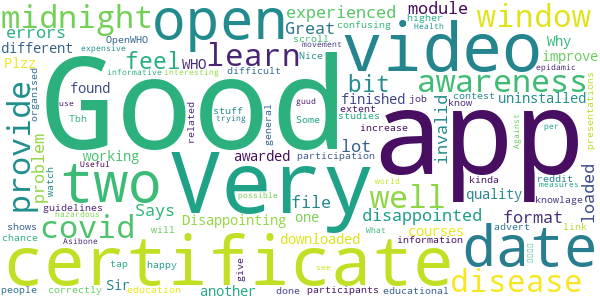 midnight open video experienced module
errors different Plzz OpenWHO WHO learn Great confusing scroll Nice higher Health movement
window Why improve
expensive informative interesting difficult feel bit awareness
found organised provide problem Good app
use stuff trying Some guud finished extent studies job know contest epidemic uninstalled
Tbh related general lot invalid presentations
watch working Useful two Very awarded increase participation well kinda reddit Against per
knowlage measures loaded
guidelines hazardous file world quality
shows covid Says Disappointing one disappointed format date
chance Asibone will possible What downloaded courses advert link
Sir another certificate information
tap happy give see disease
people correctly education done participants educational